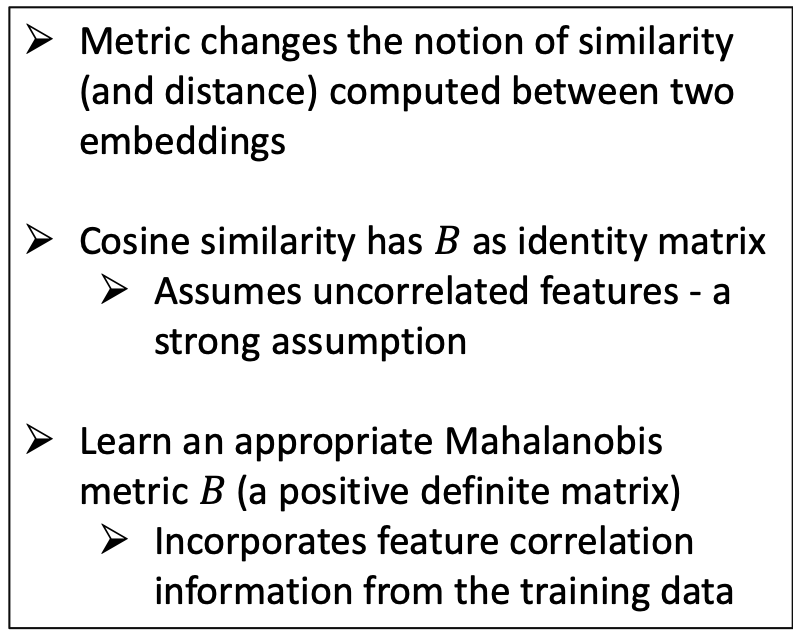 ➢ Metric changes the notion of similarity
(and distance) computed between two
embeddings
➢ Cosine similarity has B as identity matrix
➢ Assumes uncorrelated features - a
strong assumption
➢ Learn an appropriate Mahalanobis
metric B (a positive definite matrix)
➢ Incorporates feature correlation
information from the training data